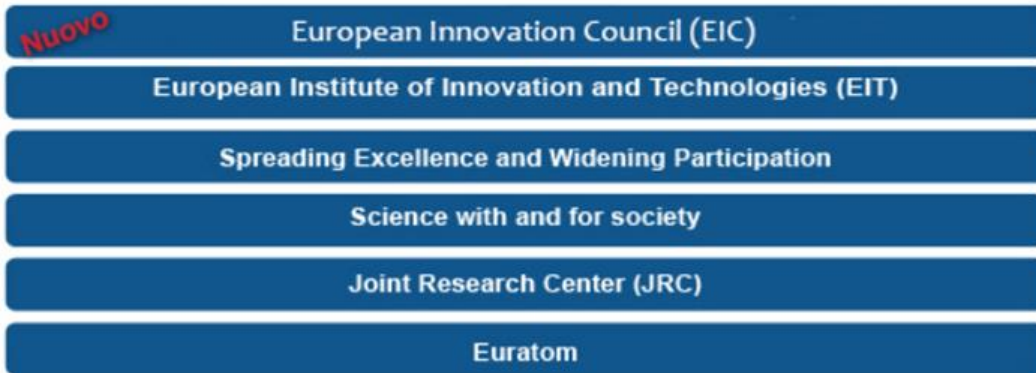 Nuovo
European Innovation Council (EIC)
European Institute of Innovation and Technologies (EIT)
Spreading Excellence and Widening Participation
Science with and for society
Joint Research Center (JRC)
Euratom